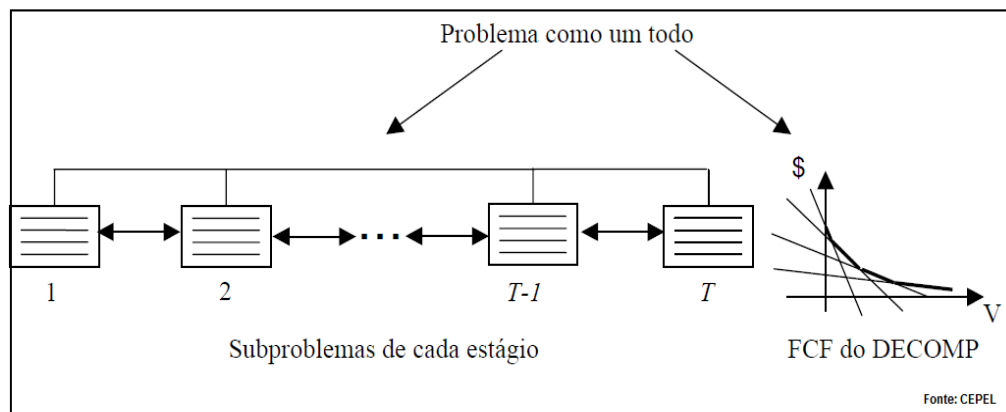 Problema como um todo
$
1
2
...
T-1
T
V
Subproblemas de cada estágio
FCF do DECOMP
Fonte: CEPEL